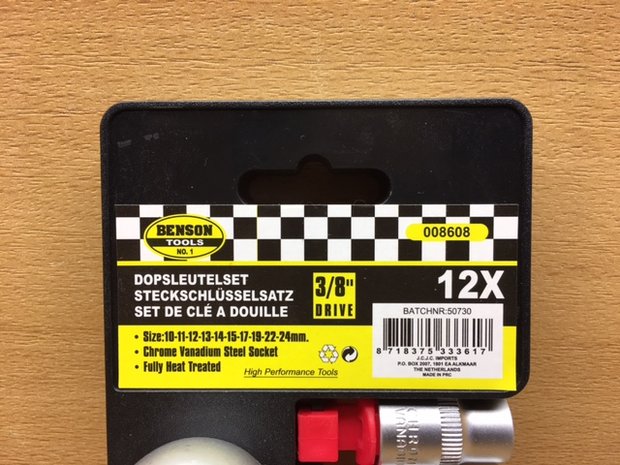 BENSON
TOOLS
NO. 1
008608
DOPSLEUTELSET
STECKSCHLÜSSELSATZ
SET DE CLÉ A DOUILLE
3/8"
DRIVE
12X
• Size:10-11-12-13-14-15-17-19-22-24mm.
• Chrome Vanadium Steel Socket
• Fully Heat Treated
High Performance Tools
BATCHNR:50730
8 718375 333617
J.C.J.C. IMPORTS
P.O. BOX 2007, 1801 EA ALKMAAR
THE NETHERLANDS
MADE IN PRC